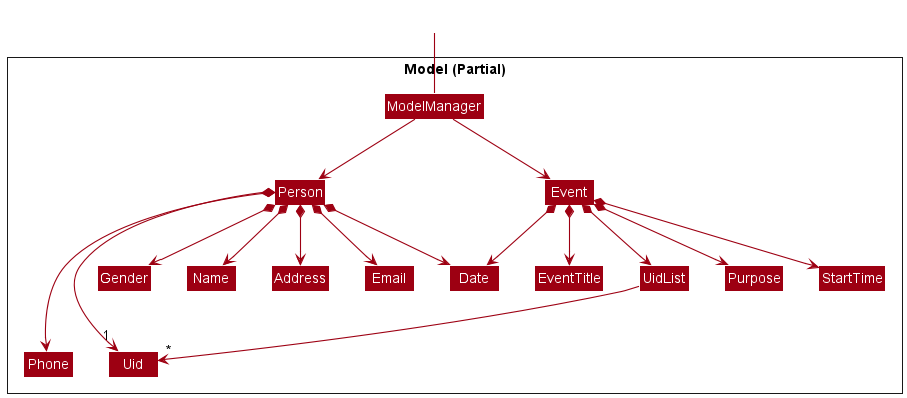 Model (Partial)
ModelManager
Person
Event
Gender
Name
Address
Email
Date
EventTitle
UidList
Purpose
StartTime
1
*
Phone
Uid